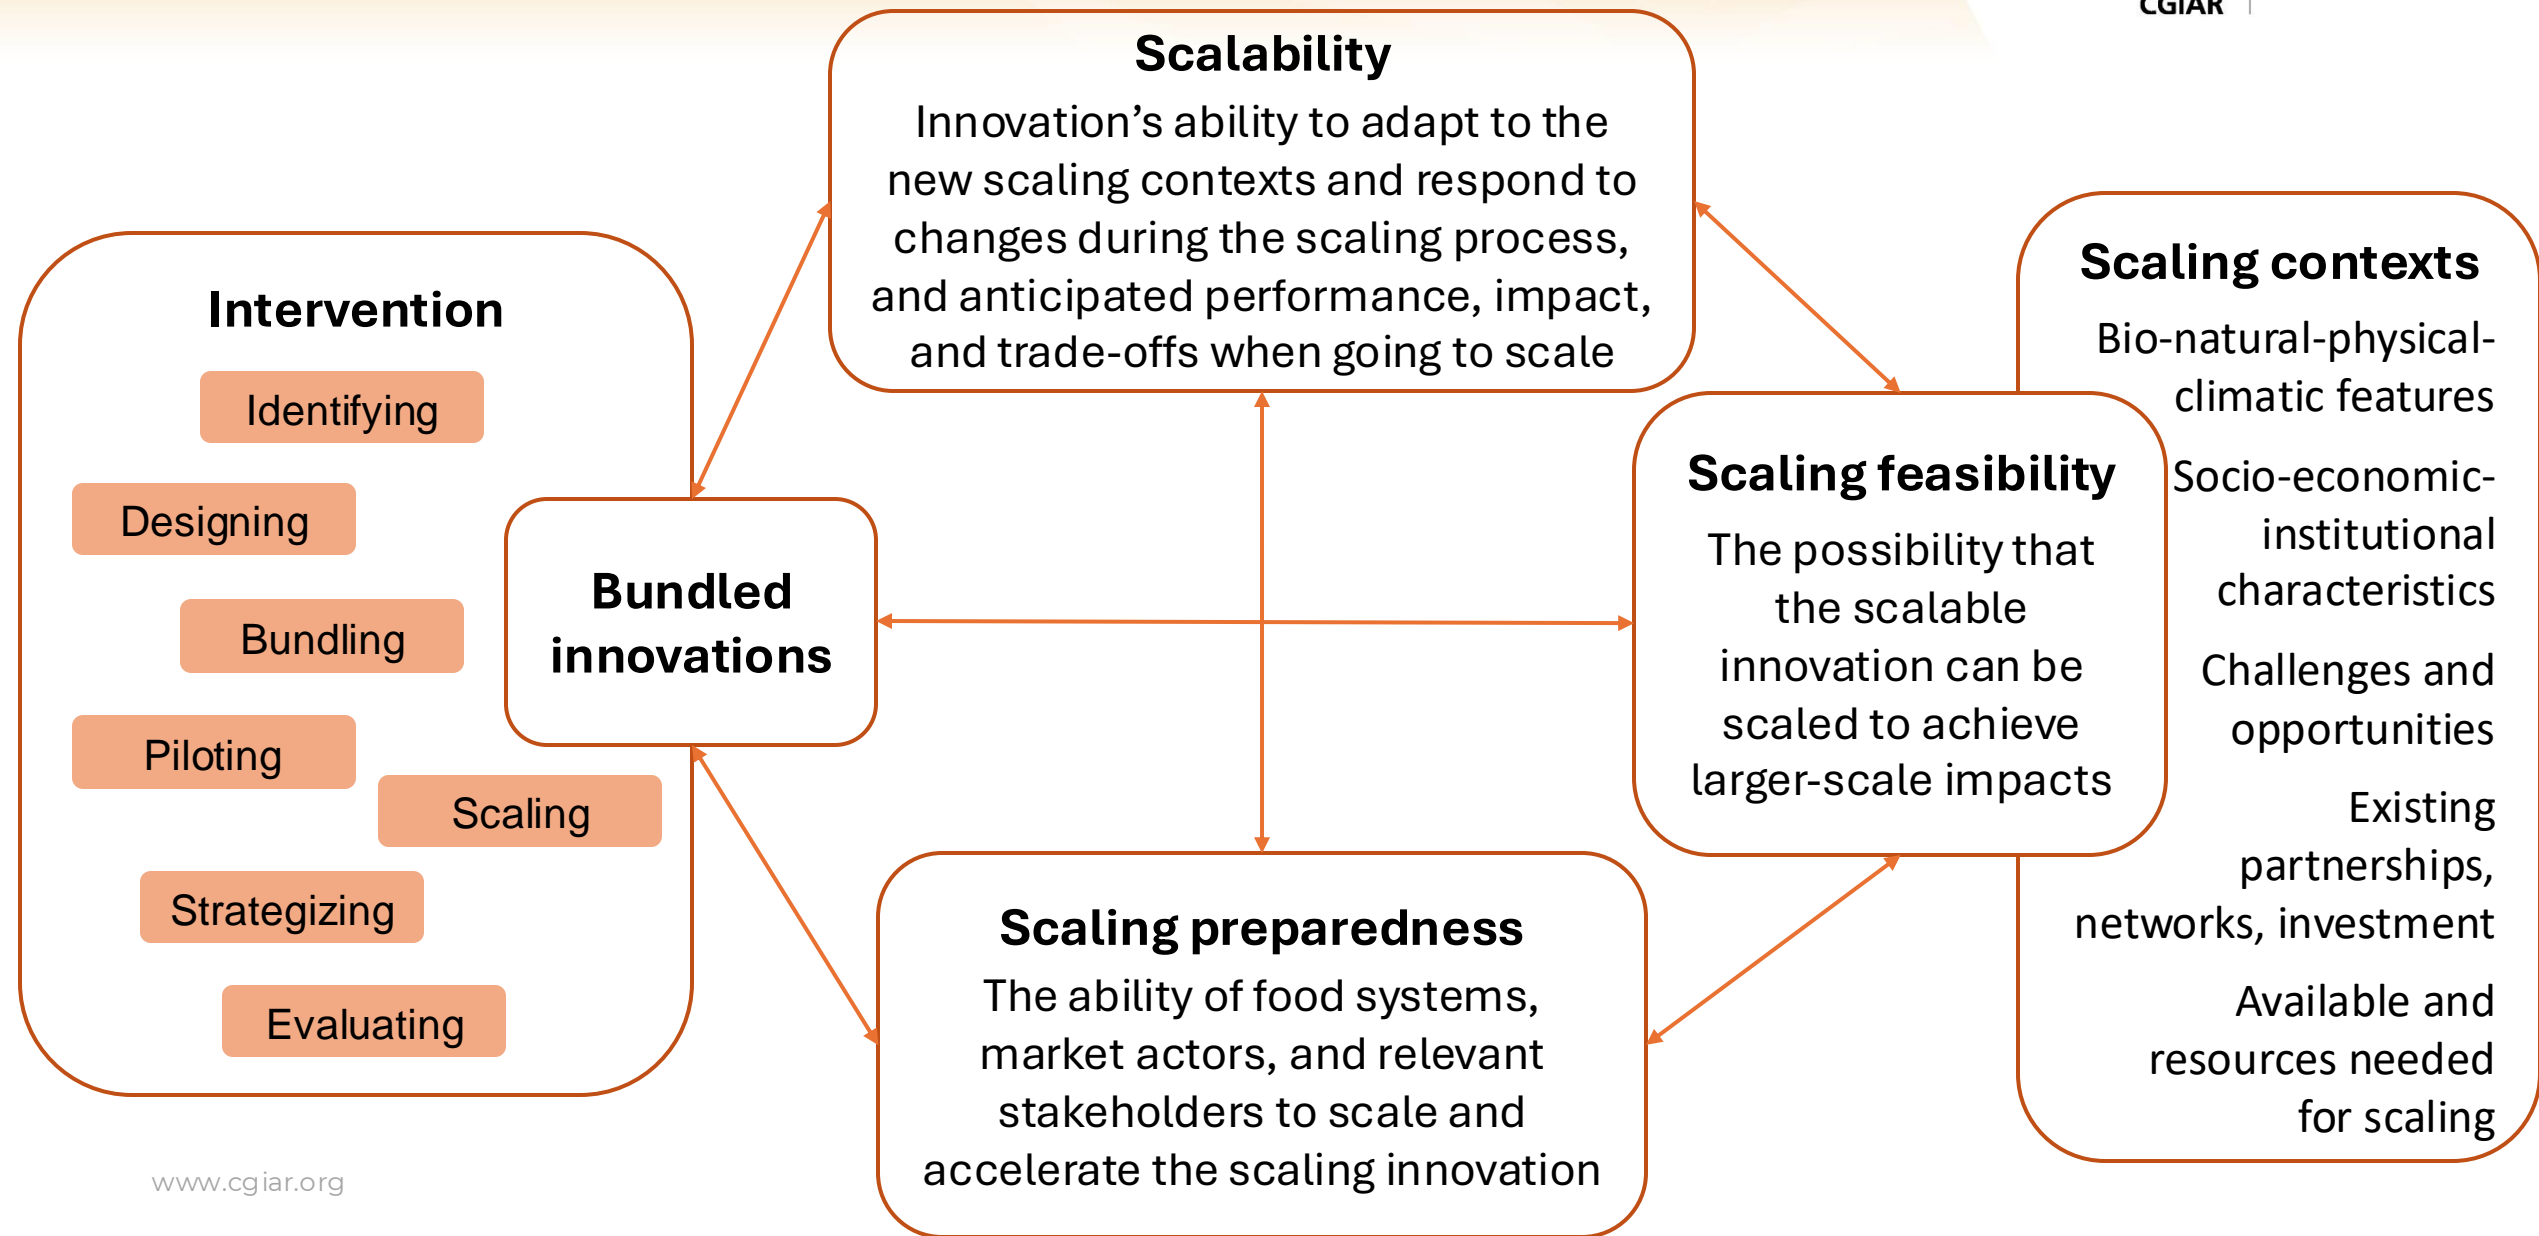 CGIAR
Scalability
Innovation’s ability to adapt to the
new scaling contexts and respond to
changes during the scaling process,
and anticipated performance, impact,
and trade-offs when going to scale
Intervention
Identifying
Designing
Bundling
Piloting
Scaling
Strategizing
Evaluating
Bundled
innovations
Scaling feasibility
The possibility that
the scalable
innovation can be
scaled to achieve
larger-scale impacts
Scaling preparedness
The ability of food systems,
market actors, and relevant
stakeholders to scale and
accelerate the scaling innovation
Scaling contexts
Bio-natural-physical-
climatic features
Socio-economic-
institutional
characteristics
Challenges and
opportunities
Existing
partnerships,
networks, investment
Available and
resources needed
for scaling
www.cgiar.org